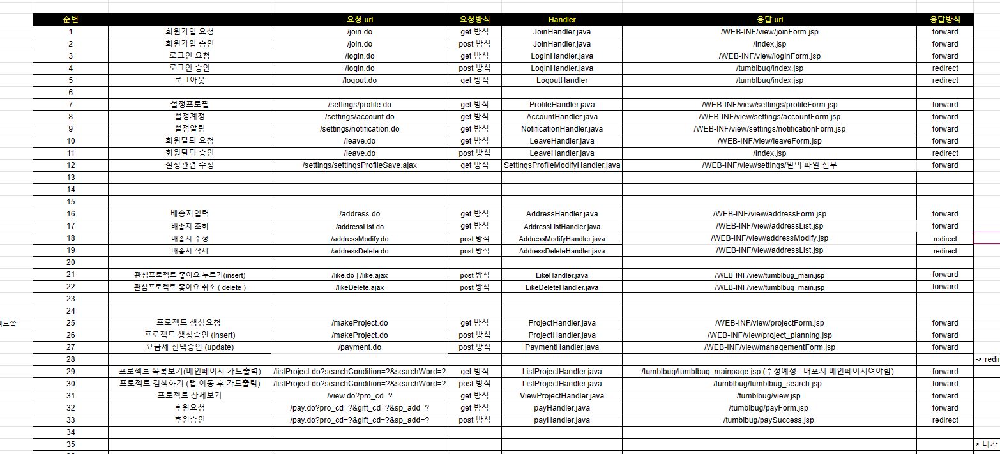 순번 요청 url 요청방식 Handler 응답 url 응답방식
1 회원가입 요청 /join.do get 방식 JoinHandler.java /WEB-INF/view/joinForm.jsp forward
2 회원가입 승인 /join.do post 방식 JoinHandler.java /index.jsp forward
3 로그인 요청 /login.do get 방식 LoginHandler.java /WEB-INF/view/loginForm.jsp forward
4 로그인 승인 /login.do post 방식 LoginHandler.java /tumblbug/index.jsp redirect
5 로그아웃 /logout.do get 방식 LogoutHandler /tumblbug/index.jsp redirect
6
7 설정프로필 /settings/profile.do get 방식 ProfileHandler.java /WEB-INF/view/settings/profileForm.jsp forward
8 설정계정 /settings/account.do get 방식 AccountHandler.java /WEB-INF/view/settings/accountForm.jsp forward
9 설정알림 /settings/notification.do get 방식 NotificationHandler.java /WEB-INF/view/settings/notificationForm.jsp forward
10 회원탈퇴 요청 /leave.do get 방식 LeaveHandler.java /WEB-INF/view/leaveForm.jsp forward
11 회원탈퇴 승인 /leave.do post 방식 LeaveHandler.java /index.jsp redirect
12 설정관련 수정 /settings/settingsProfileSave.ajax get 방식 SettingsProfileModifyHandler.java /WEB-INF/view/settings/밑의 파일 전부 forward
13
14
15
16 배송지입력 /address.do get 방식 AddressHandler.java /WEB-INF/view/addressForm.jsp forward
17 배송지 조회 /addressList.do get 방식 AddressListHandler.java /WEB-INF/view/addressList.jsp forward
18 배송지 수정 /addressModify.do post 방식 AddressModifyHandler.java /WEB-INF/view/addressModify.jsp redirect
19 배송지 삭제 /addressDelete.do post 방식 AddressDeleteHandler.java /WEB-INF/view/addressList.jsp redirect
20
21 관심프로젝트 좋아요 누르기(insert) /like.do | /like.ajax post 방식 LikeHandler.java /WEB-INF/view/tumblbug_main.jsp forward
22 관심프로젝트 좋아요 취소 ( delete ) /likeDelete.ajax post 방식 LikeDeleteHandler.java /WEB-INF/view/tumblbug_main.jsp forward
23
24
트쪽 25 프로젝트 생성요청 /makeProject.do get 방식 ProjectHandler.java /WEB-INF/view/projectForm.jsp forward
26 프로젝트 생성승인 (insert) /makeProject.do post 방식 ProjectHandler.java /WEB-INF/view/project_planning.jsp forward
27 요금제 선택승인 (update) /payment.do post 방식 PaymentHandler.java /WEB-INF/view/managementForm.jsp forward
28 -> redir
29 프로젝트 목록보기(메인페이지 카드출력) /listProject.do?searchCondition=?&searchWord=? get 방식 ListProjectHandler.java /tumblbug/tumblbug_mainpage.jsp (수정예정 : 배포시 메인페이지여야함) forward
30 프로젝트 검색하기 (탭 이동 후 카드출력) /listProject.do?searchCondition=?&searchWord=? post 방식 ListProjectHandler.java /tumblbug/tumblbug_search.jsp forward
31 프로젝트 상세보기 /view.do?pro_cd=? get 방식 ViewProjectHandler.java /tumblbug/view.jsp forward
32 후원요청 /pay.do?pro_cd=?&gift_cd=?&sp_add=? get 방식 payHandler.java /tumblbug/payForm.jsp forward
33 후원승인 /pay.do?pro_cd=?&gift_cd=?&sp_add=? post 방식 payHandler.java /tumblbug/paySuccess.jsp redirect
34
35 > 내가